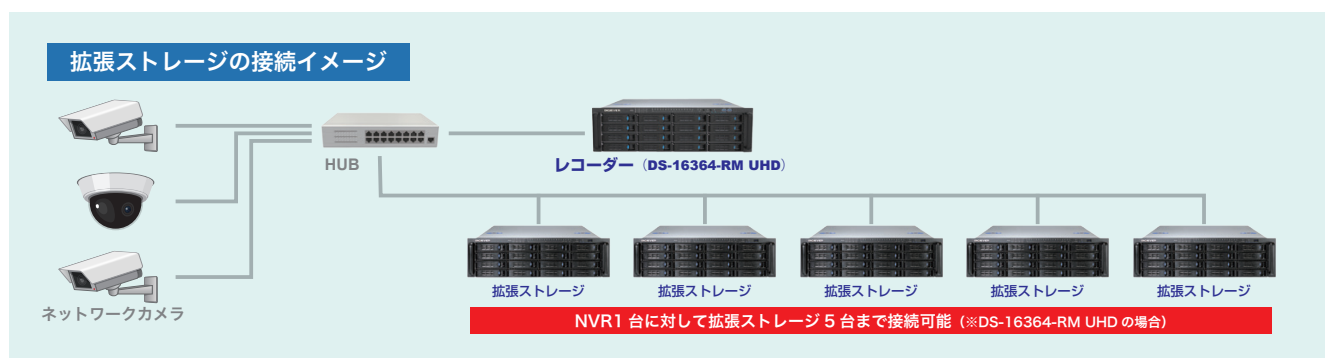 拡張ストレージの接続イメージ
HUB
レコーダー（DS-16364-RM UHD）
ネットワークカメラ
拡張ストレージ
拡張ストレージ
拡張ストレージ
拡張ストレージ
拡張ストレージ
NVR1 台に対して拡張ストレージ 5 台まで接続可能（※DS-16364-RM UHD の場合）